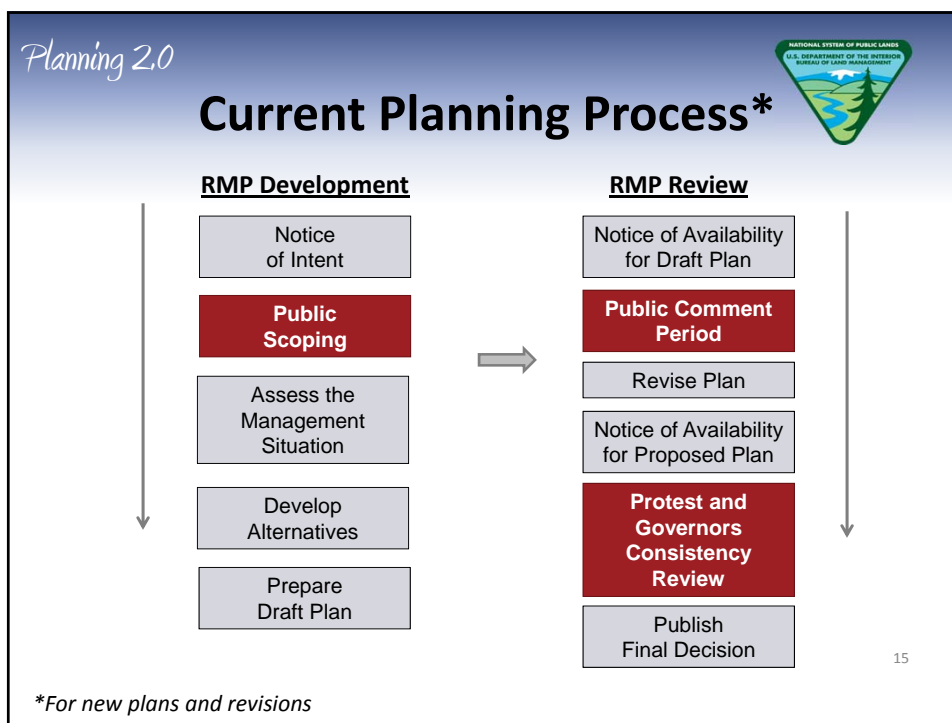 Planning 2.0
NATIONAL SYSTEM OF PUBLIC LANDS
U.S. DEPARTMENT OF THE INTERIOR
BUREAU OF LAND MANAGEMENT
Current Planning Process*
RMP Development
Notice
of Intent
Public
Scoping
Assess the
Management
Situation
Develop
Alternatives
Prepare
Draft Plan
RMP Review
Notice of Availability
for Draft Plan
Public Comment
Period
Revise Plan
Notice of Availability
for Proposed Plan
Protest and
Governors
Consistency
Review
Publish
Final Decision
15
*For new plans and revisions